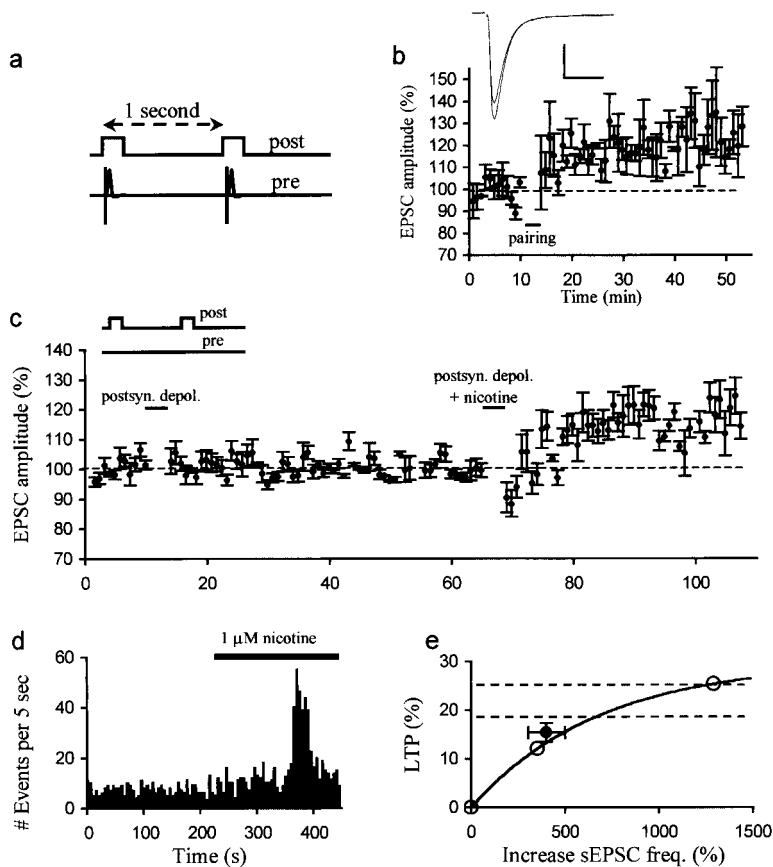 a
1 second
post
pre
b
EPSC amplitude (%)
150
140
130
120
110
100
90
80
70
pairing
0 10 20 30 40 50
Time (min)
c
post
pre
EPSC amplitude (%)
140
130
120
110
100
90
80
70
postsyn. depol.
postsyn. depol.
+ nicotine
0 20 40 60 80 100
d
1 μM nicotine
# Events per 5 sec
60
40
20
0
0 100 200 300 400
Time (s)
e
LTP (%)
30
20
10
0
0 500 1000 1500
Increase sEPSC freq. (%)